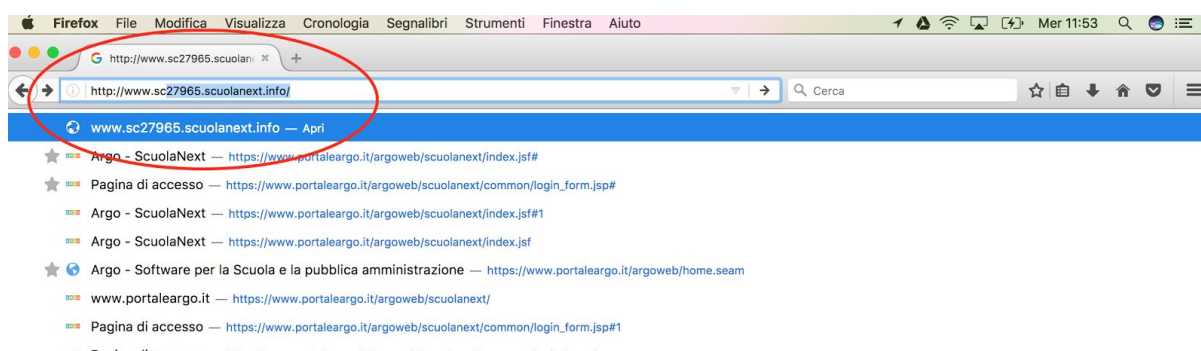 Firefox File Modifica Visualizza Cronologia Segnalibri Strumenti Finestra Aiuto Mer 11:53
http://www.sc27965.scuolan
http://www.sc27965.scuolanext.info/ Cerca
www.sc27965.scuolanext.info — Apri
Argo - ScuolaNext — https://www.portaleargo.it/argoweb/scuolanext/index.jsf#
Pagina di accesso — https://www.portaleargo.it/argoweb/scuolanext/common/login_form.jsp#
Argo - ScuolaNext — https://www.portaleargo.it/argoweb/scuolanext/index.jsf#1
Argo - ScuolaNext — https://www.portaleargo.it/argoweb/scuolanext/index.jsf
Argo - Software per la Scuola e la pubblica amministrazione — https://www.portaleargo.it/argoweb/home.seam
www.portaleargo.it — https://www.portaleargo.it/argoweb/scuolanext/
Pagina di accesso — https://www.portaleargo.it/argoweb/scuolanext/common/login_form.jsp#1